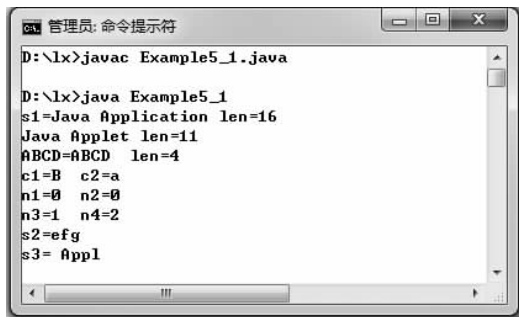 管理员: 命令提示符
D:\lx>javac Example5_1.java
D:\lx>java Example5_1
s1=Java Application len=16
Java Applet len=11
ABCD=ABCD  len=4
c1=B  c2=a
n1=0  n2=0
n3=1  n4=2
s2=efg
s3= Appl